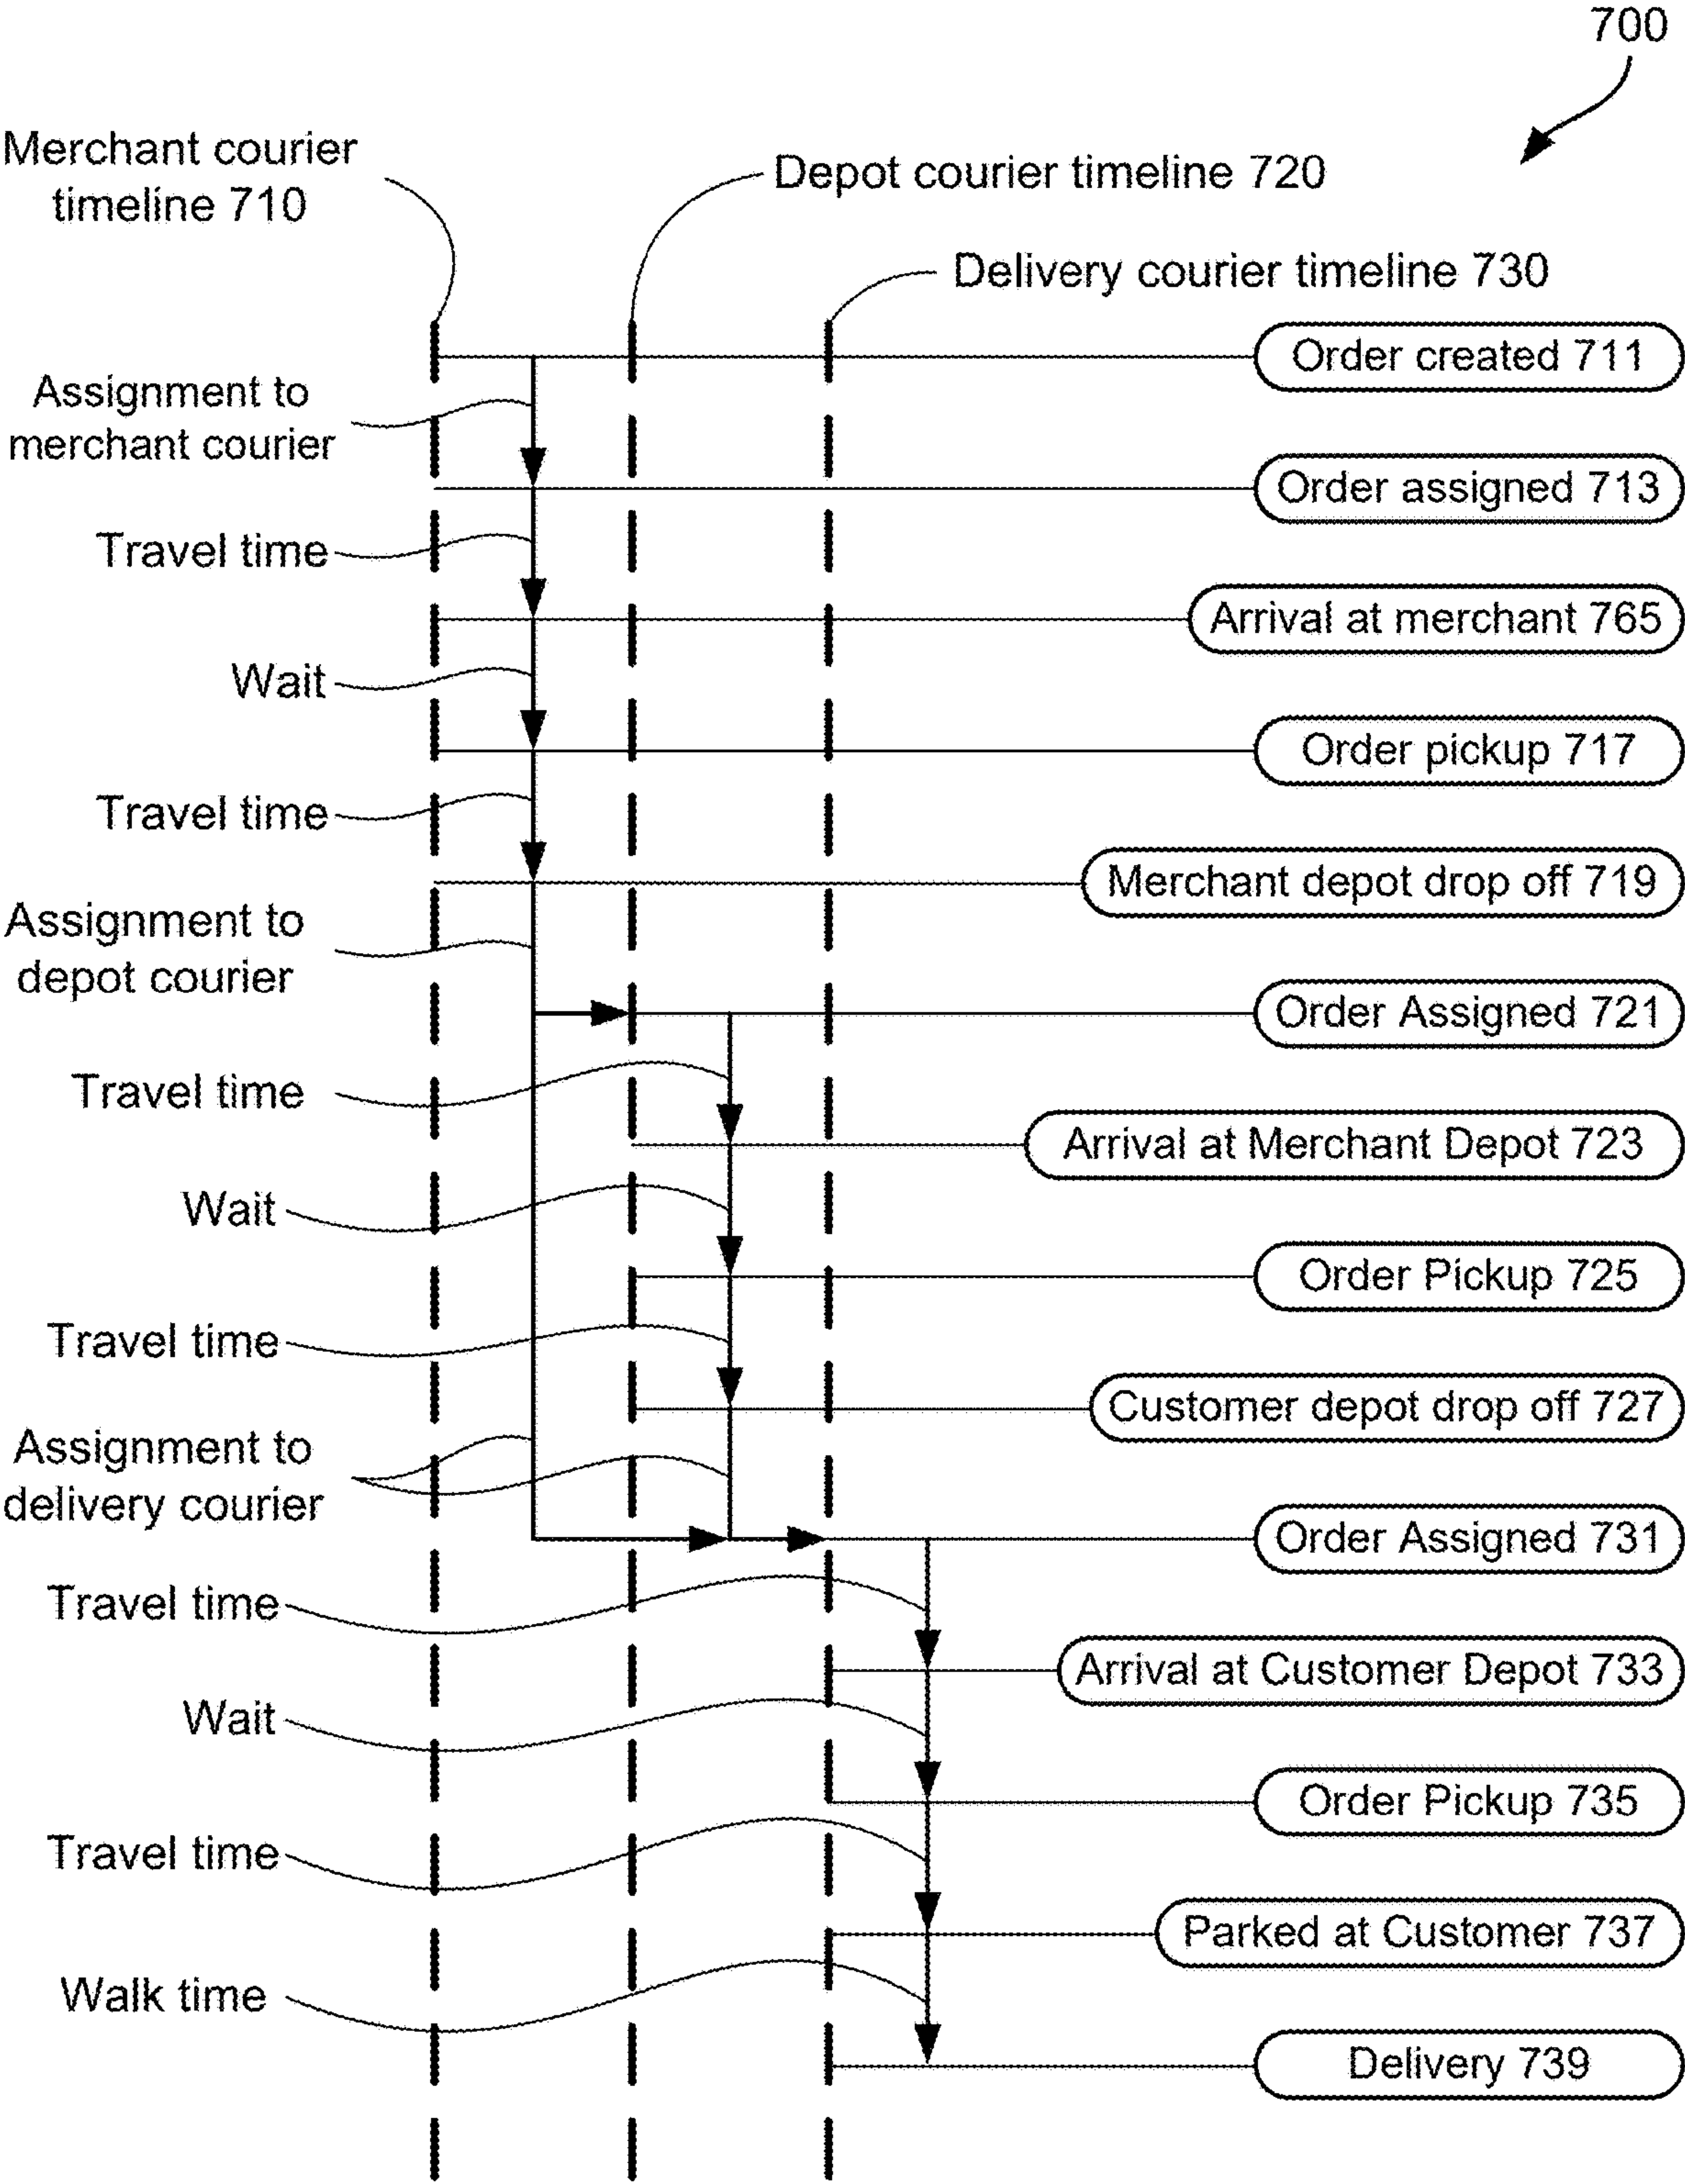 700
Merchant courier
timeline 710
Depot courier timeline 720
Delivery courier timeline 730
Order created 711
Assignment to
merchant courier
Order assigned 713
Travel time
Arrival at merchant 765
Wait
Order pickup 717
Travel time
Merchant depot drop off 719
Assignment to
depot courier
Order Assigned 721
Travel time
Arrival at Merchant Depot 723
Wait
Order Pickup 725
Travel time
Customer depot drop off 727
Assignment to
delivery courier
Order Assigned 731
Travel time
Arrival at Customer Depot 733
Wait
Order Pickup 735
Travel time
Parked at Customer 737
Walk time
Delivery 739